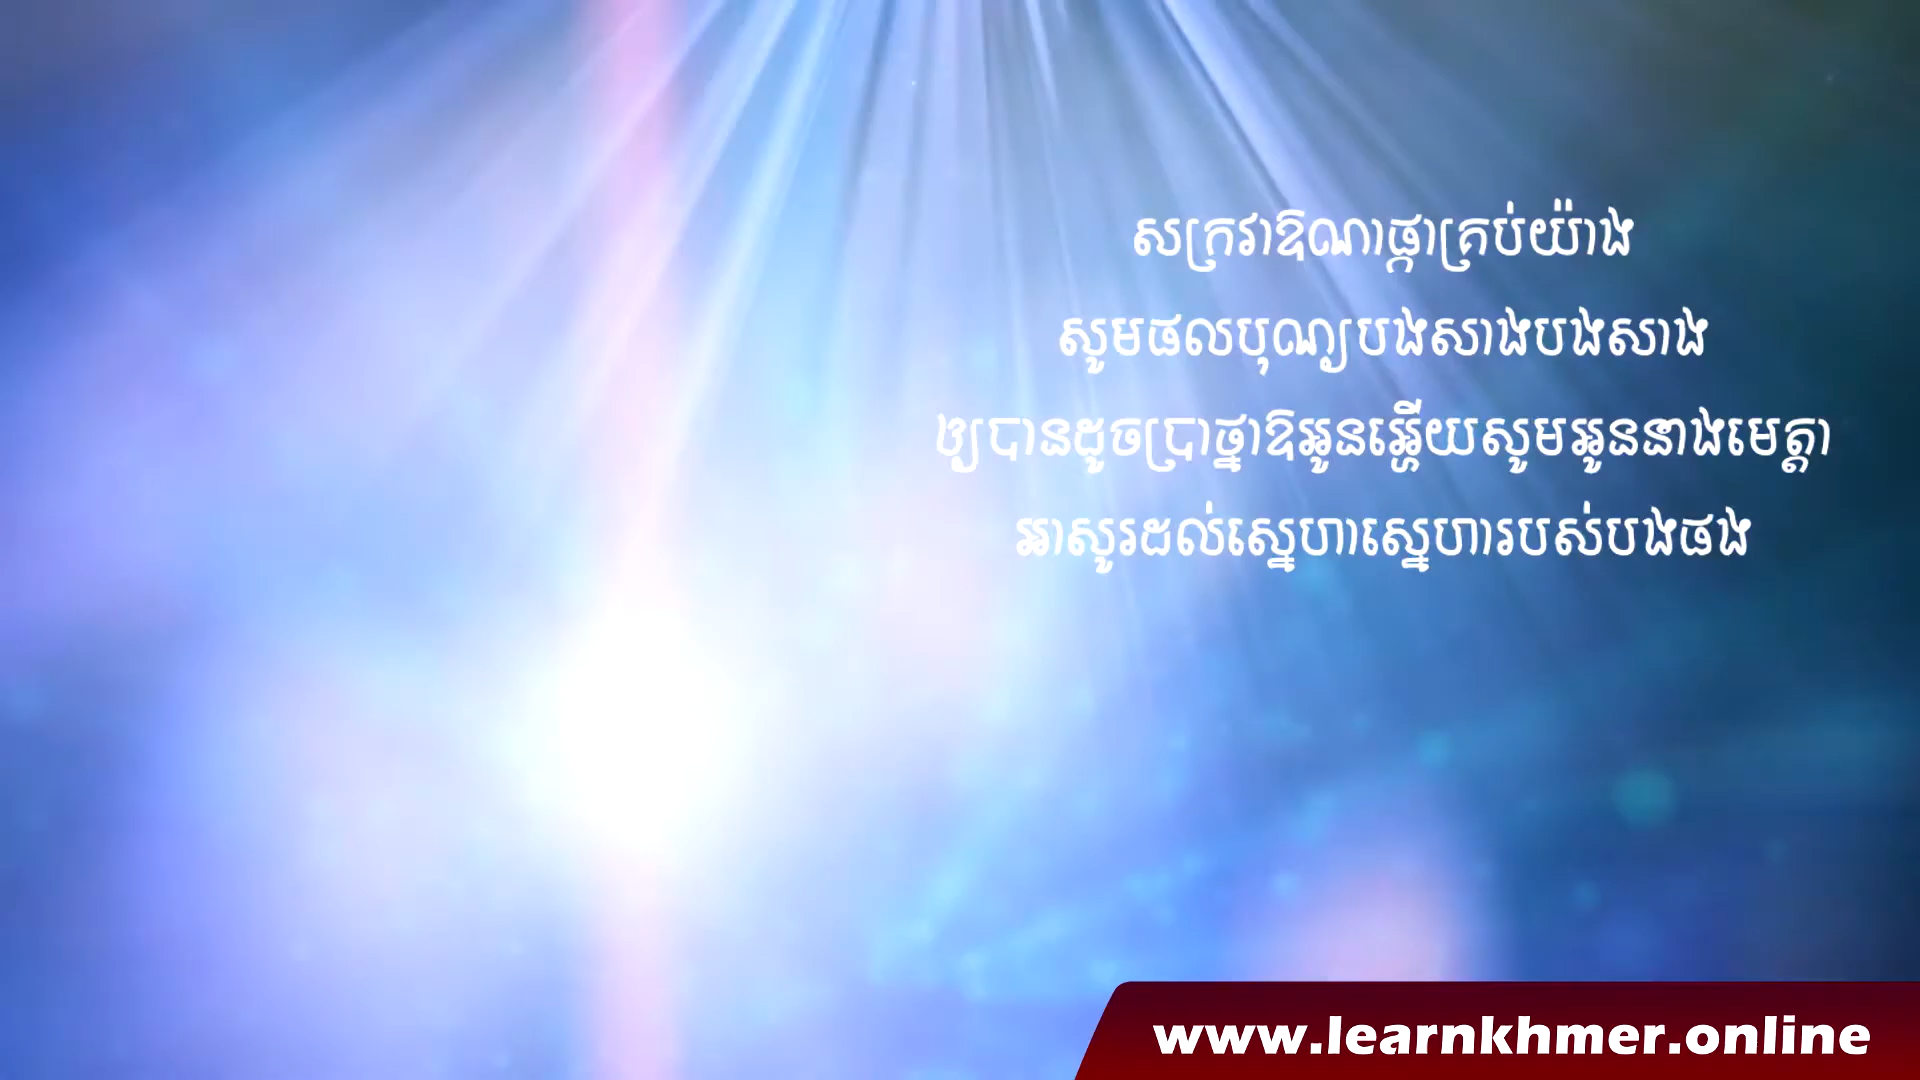 សក្រវាឱណាផ្កាគ្រប់យ៉ាង
សូមផលបុណ្យបងសាងបងសាង
ឲ្យបានដូចប្រាថ្នាឱអូនអ្ហើយសូមអូននាងមេត្តា
អាសូរដល់ស្នេហាស្នេហារបស់បងផង
www.learnkhmer.online